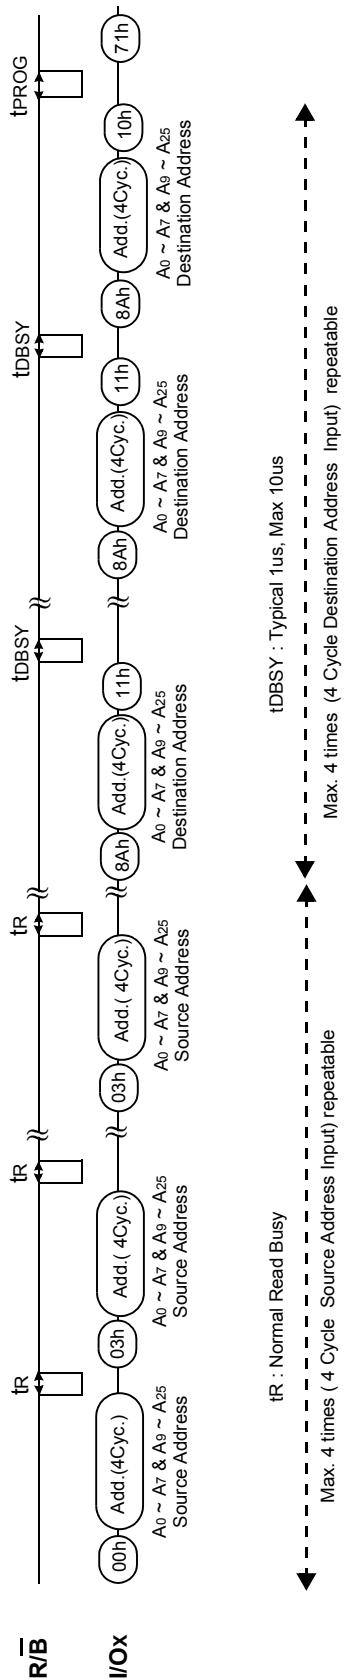 R/B tR tR tR tDBSY tDBSY tPROG
I/Ox 00h Add.(4Cyc.) 03h Add.( 4Cyc.) 03h Add.( 4Cyc.) 8Ah Add.(4Cyc.) 11h 8Ah Add.(4Cyc.) 11h 8Ah Add.(4Cyc.) 10h 71h
A0 ~ A7 & A9 ~ A25 A0 ~ A7 & A9 ~ A25 A0 ~ A7 & A9 ~ A25 A0 ~ A7 & A9 ~ A25 A0 ~ A7 & A9 ~ A25 A0 ~ A7 & A9 ~ A25
Source Address Source Address Source Address Destination Address Destination Address Destination Address
tR : Normal Read Busy tDBSY : Typical 1us, Max 10us
Max. 4 times ( 4 Cycle Source Address Input) repeatable Max. 4 times (4 Cycle Destination Address Input) repeatable